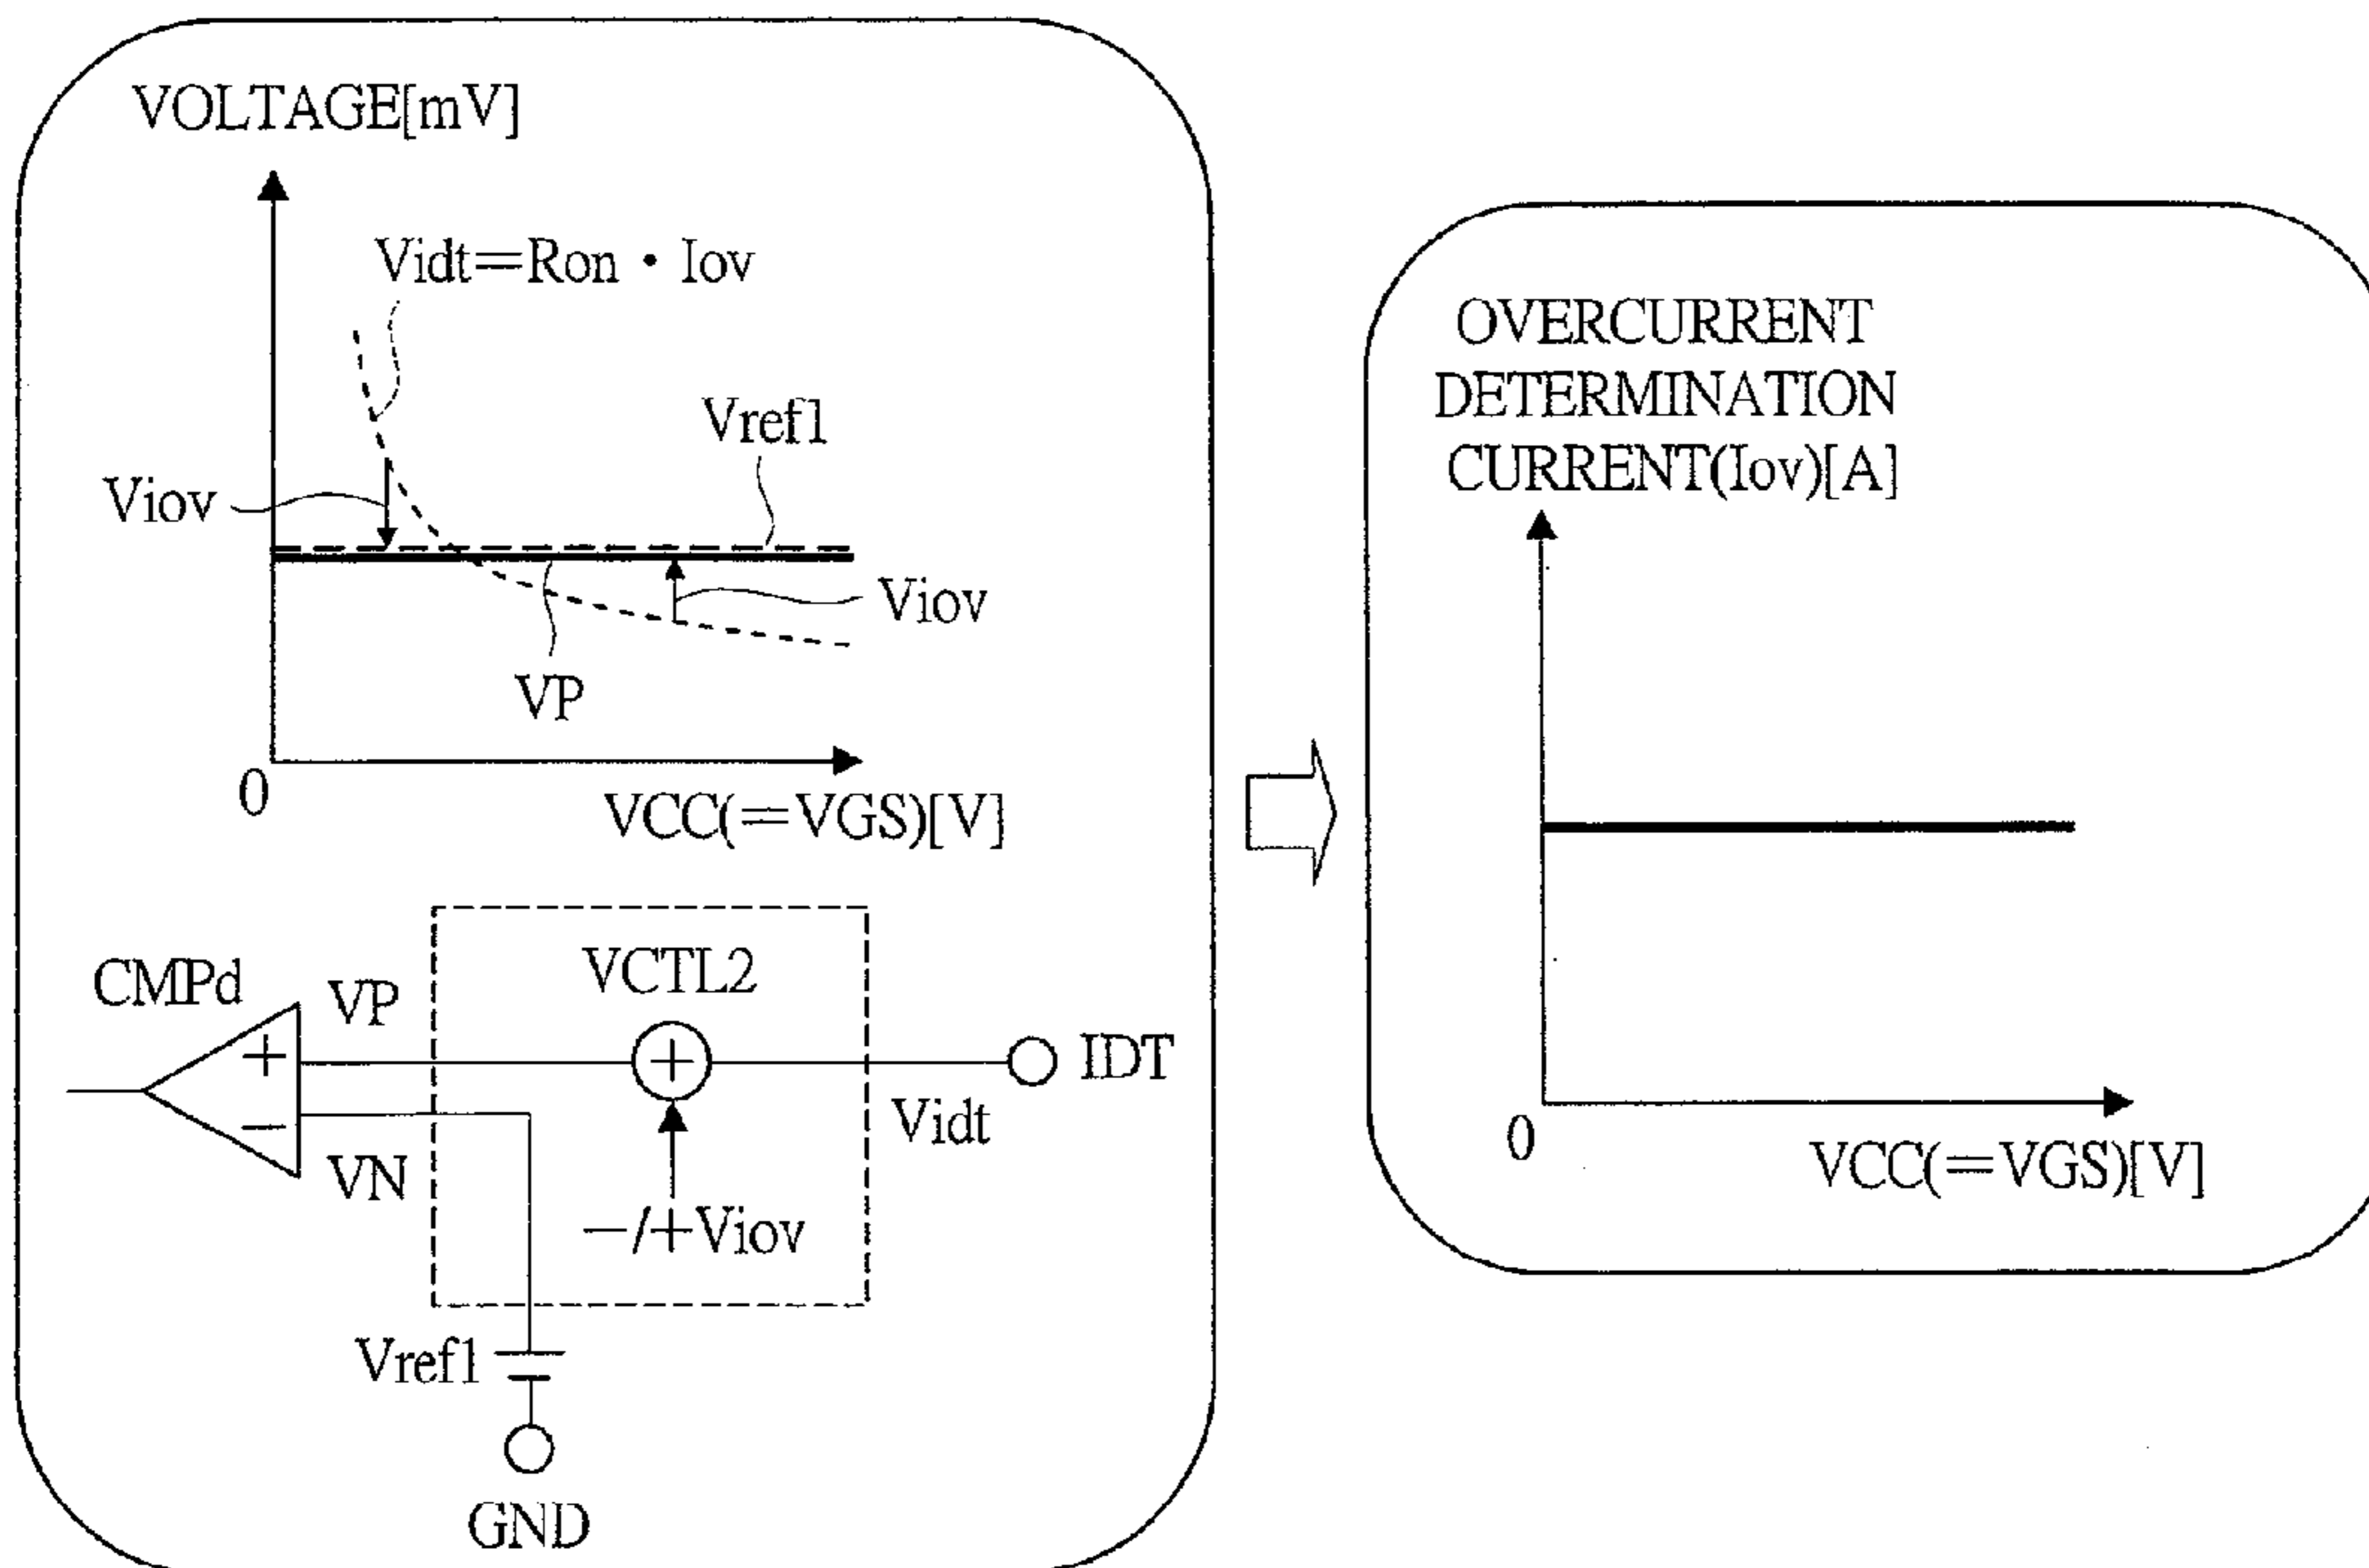 VOLTAGE[mV]
Vidt=Ron・Iov
Vref1
Viov
Viov
VP
0
VCC(=VGS)[V]
CMPd
VP
VCTL2
IDT
Vidt
VN
−/+Viov
Vref1
GND
OVERCURRENT
DETERMINATION
CURRENT(Iov)[A]
0
VCC(=VGS)[V]